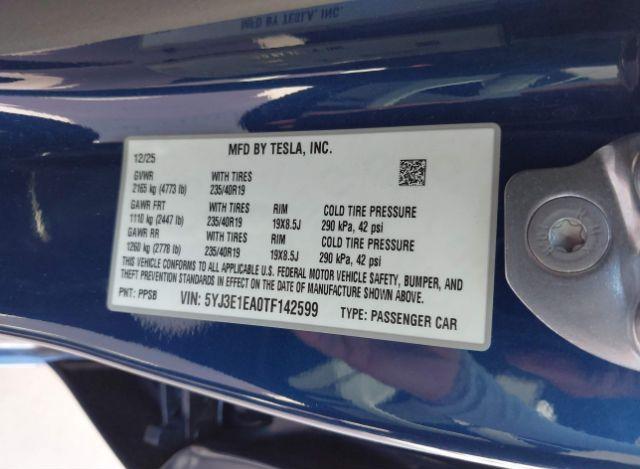 MFD BY TESLA, INC.
12/25 MFD BY TESLA, INC.
GVWR WITH TIRES
2165 kg (4773 lb) 235/40R19
GAWR FRT WITH TIRES RIM COLD TIRE PRESSURE
1110 kg (2447 lb) 235/40R19 19X8.5J 290 kPa, 42 psi
GAWR RR WITH TIRES RIM COLD TIRE PRESSURE
1260 kg (2778 lb) 235/40R19 19X8.5J 290 kPa, 42 psi
THIS VEHICLE CONFORMS TO ALL APPLICABLE U.S. FEDERAL MOTOR VEHICLE SAFETY, BUMPER, AND
THEFT PREVENTION STANDARDS IN EFFECT ON THE DATE OF MANUFACTURE SHOWN ABOVE.
PNT: PPSB VIN: 5YJ3E1EA0TF142599 TYPE: PASSENGER CAR